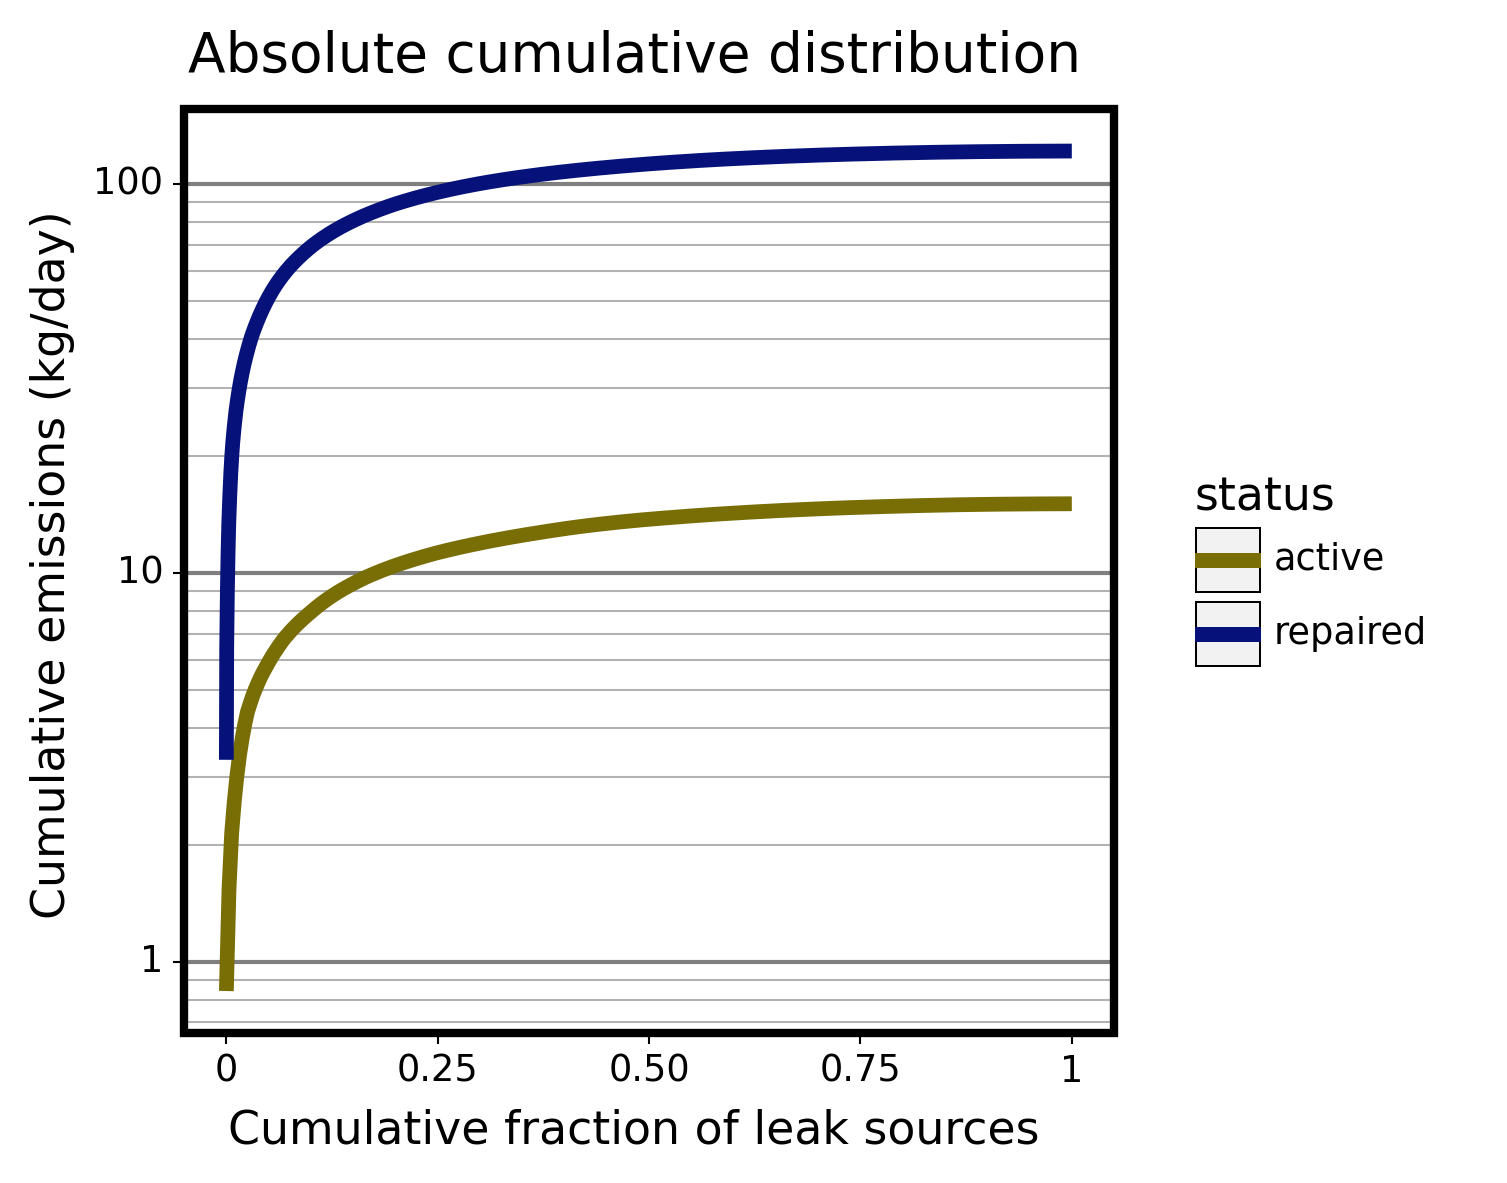 Absolute cumulative distribution
Cumulative emissions (kg/day)
100
10
1
0
0.25
0.50
0.75
1
Cumulative fraction of leak sources
status
active
repaired